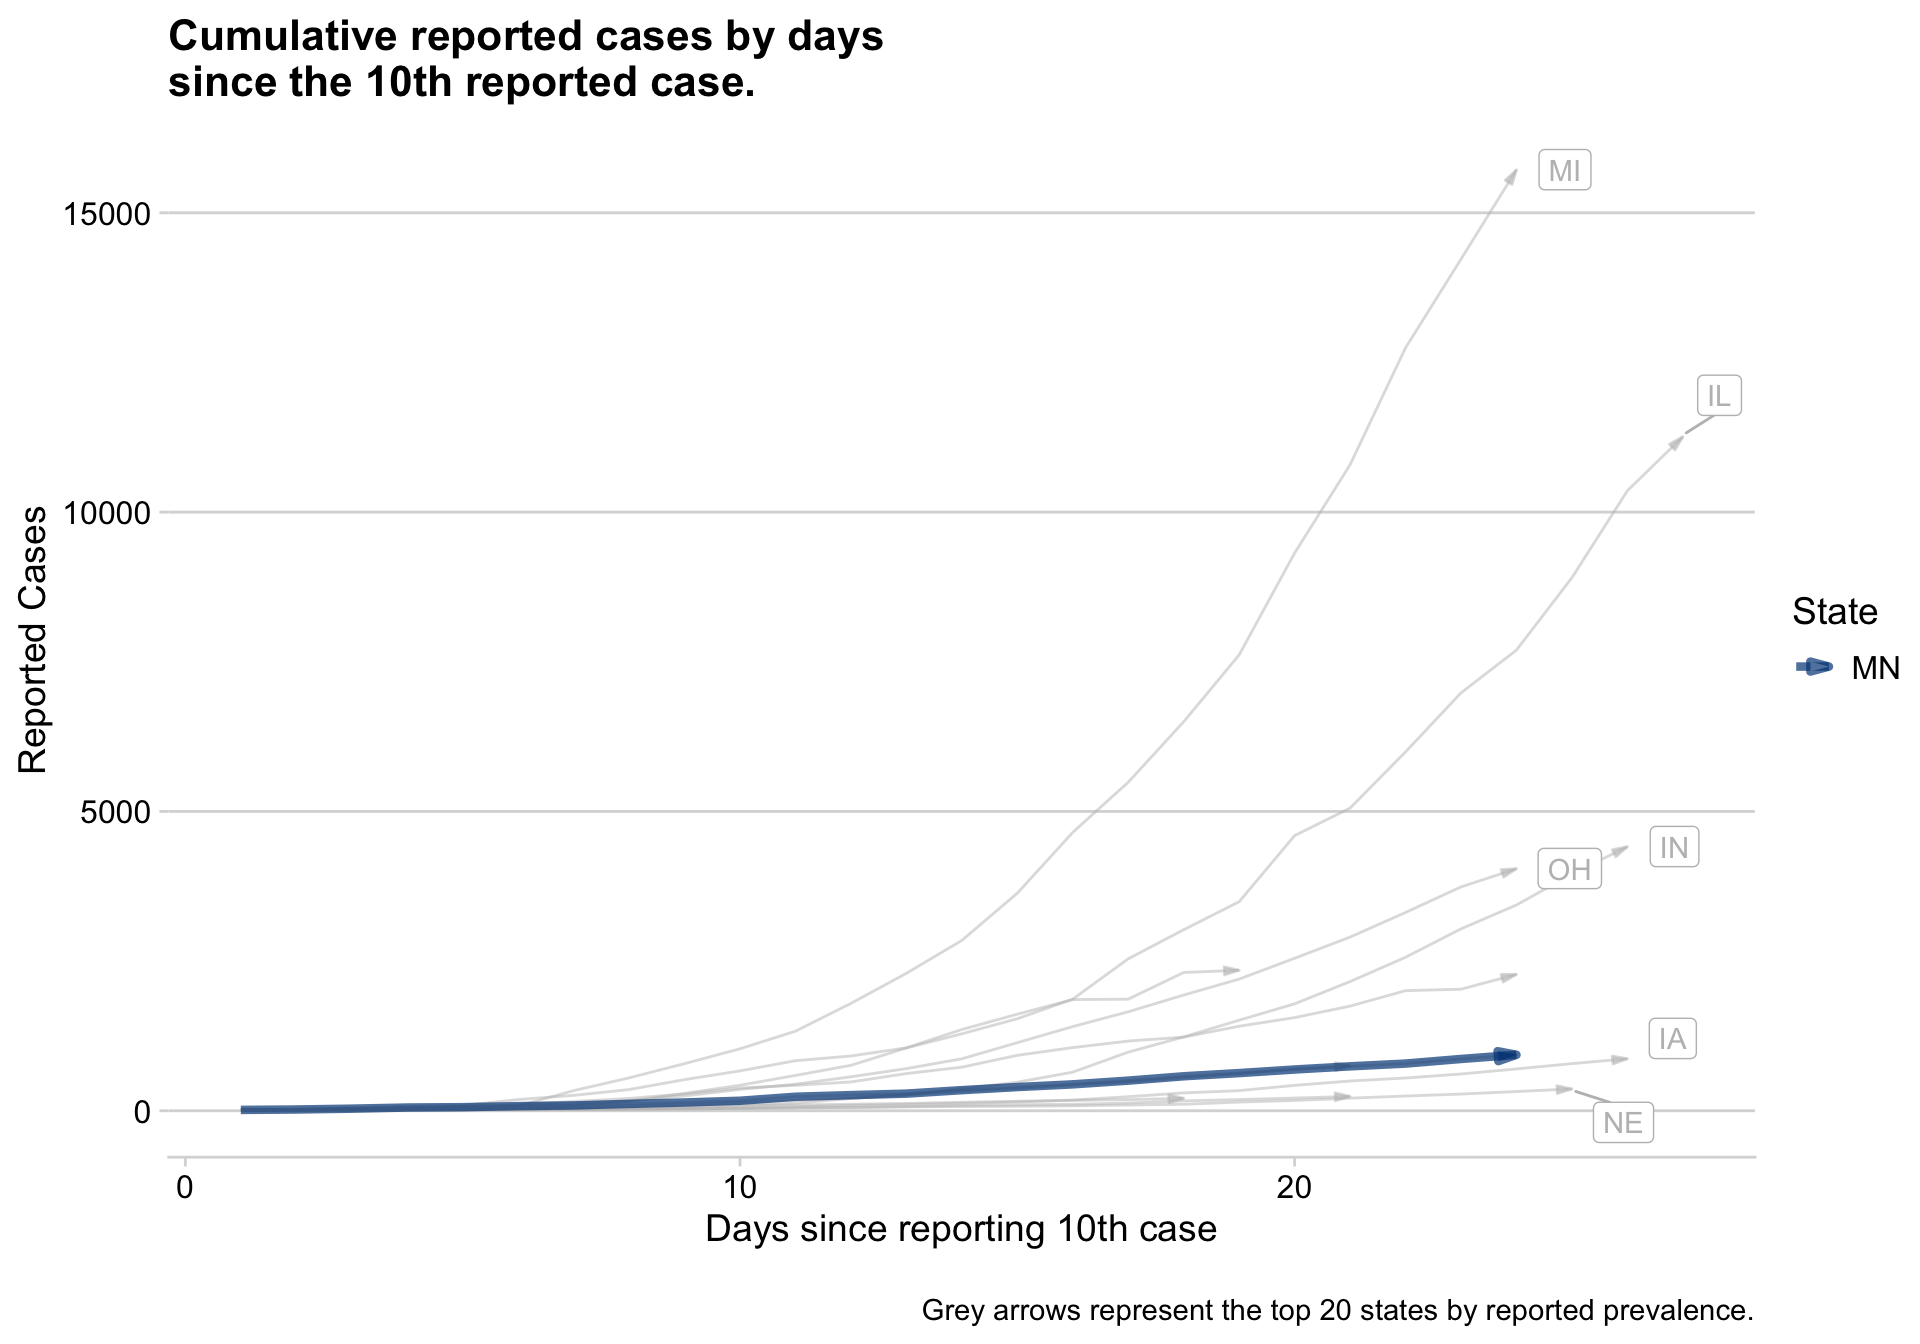 Cumulative reported cases by days
since the 10th reported case.
MI
15000
IL
10000
Reported Cases
State
MN
5000
IN
OH
IA
0
NE
0
10
20
Days since reporting 10th case
Grey arrows represent the top 20 states by reported prevalence.